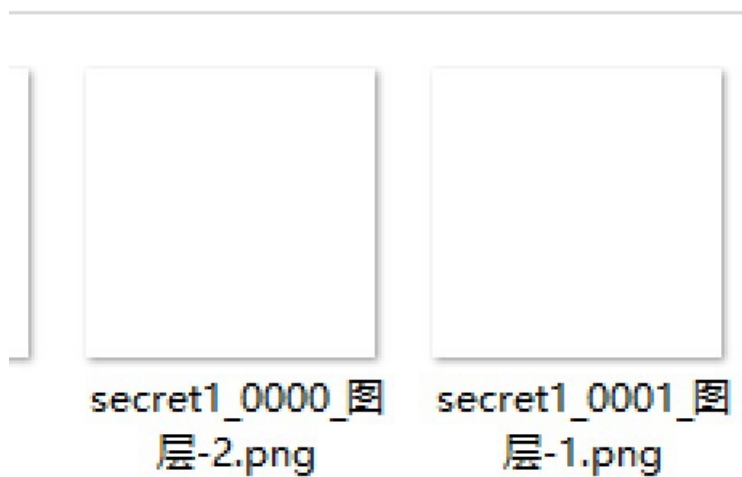 secret1_0000_图
层-2.png
secret1_0001_图
层-1.png